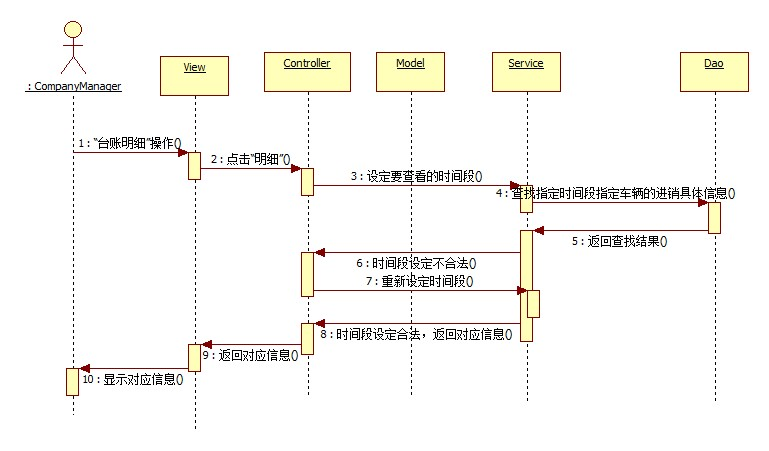 : CompanyManager
View
Controller
Model
Service
Dao
1 : “台账明细”操作()
2 : 点击“明细”()
3 : 设定要查看的时间段()
4 : 查找指定时间段指定车辆的进销具体信息()
5 : 返回查找结果()
6 : 时间段设定不合法()
7 : 重新设定时间段()
8 : 时间段设定合法，返回对应信息()
9 : 返回对应信息()
10 : 显示对应信息()